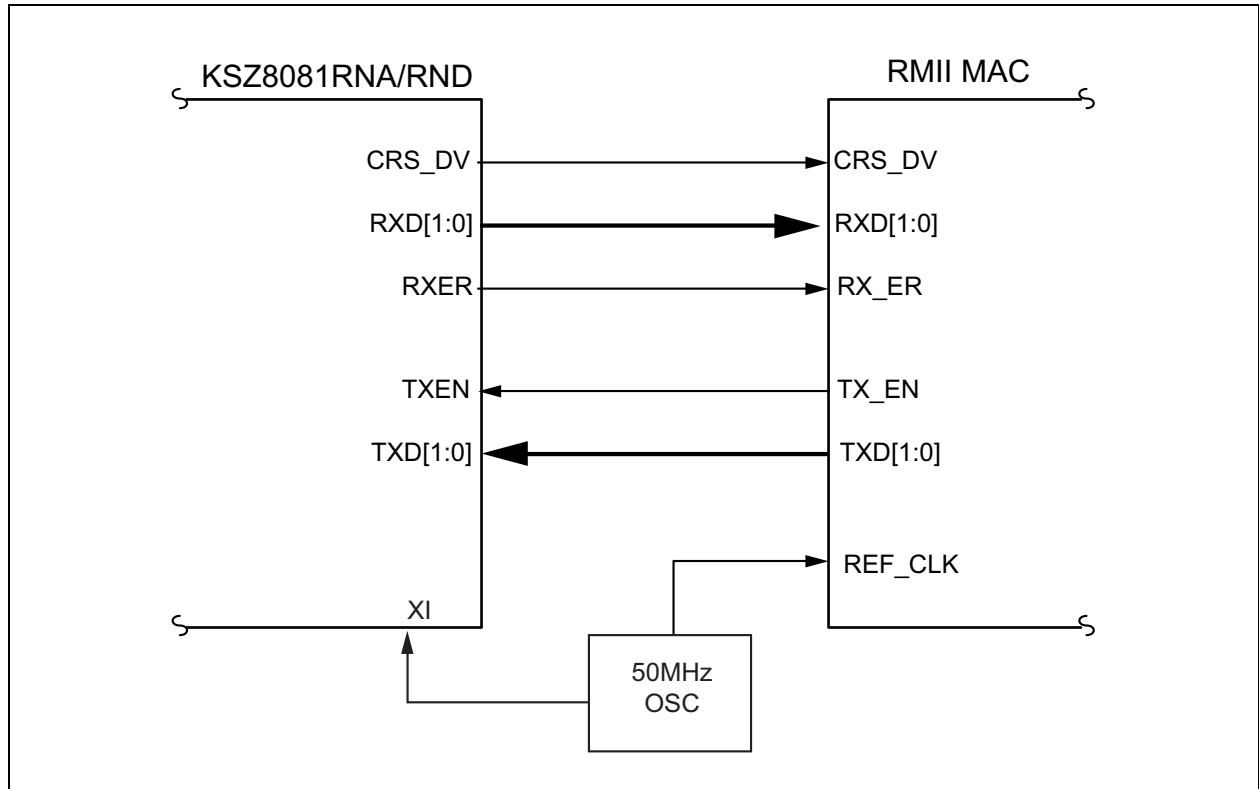 KSZ8081RNA/RND
RMII MAC
CRS_DV
CRS_DV
RXD[1:0]
RXD[1:0]
RXER
RX_ER
TXEN
TX_EN
TXD[1:0]
TXD[1:0]
REF_CLK
XI
50MHz
OSC